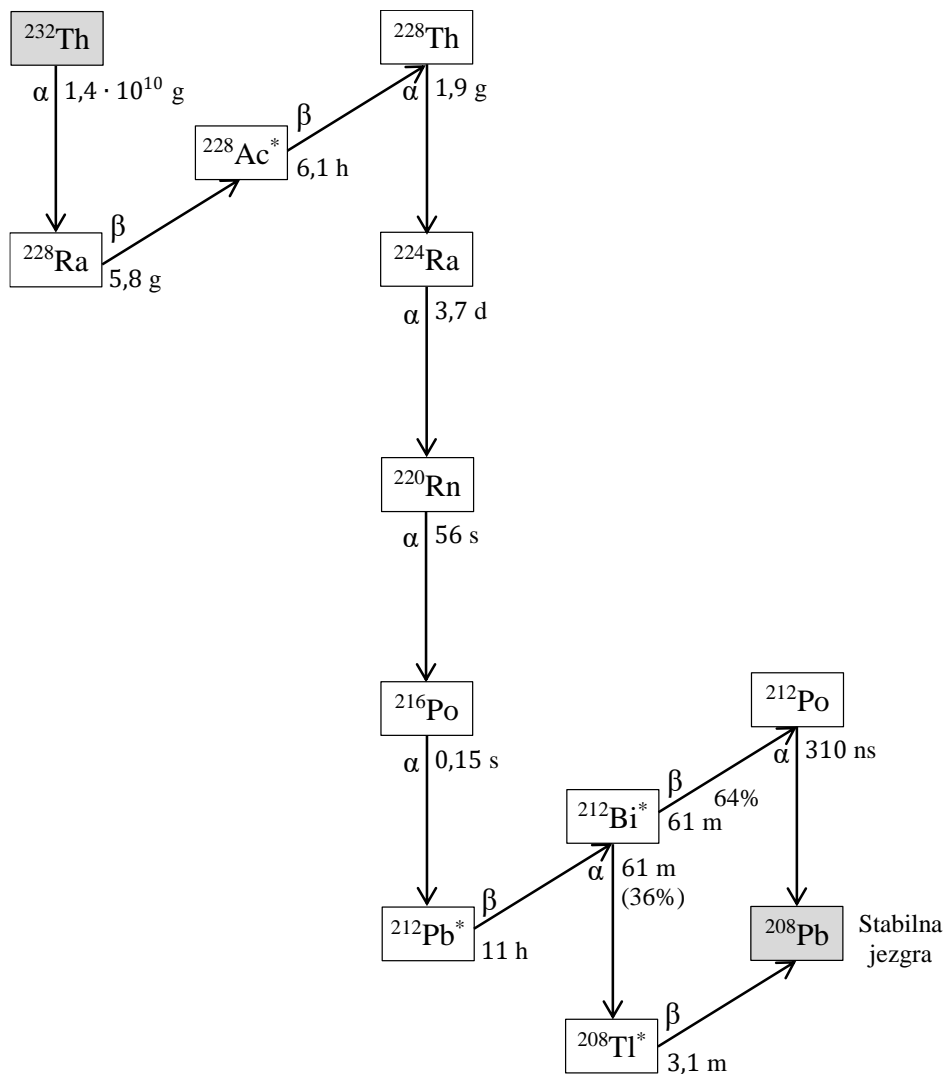 ²³²Th
²²⁸Th
α 1,4 · 10¹⁰ g
α 1,9 g
β
²²⁸Ac*
6,1 h
β
²²⁸Ra
5,8 g
²²⁴Ra
α 3,7 d
²²⁰Rn
α 56 s
²¹⁶Po
²¹²Po
α 0,15 s
α 310 ns
β 64%
²¹²Bi*
61 m
α 61 m
(36%)
β
²¹²Pb*
11 h
²⁰⁸Pb
Stabilna
jezgra
β
²⁰⁸Tl*
3,1 m